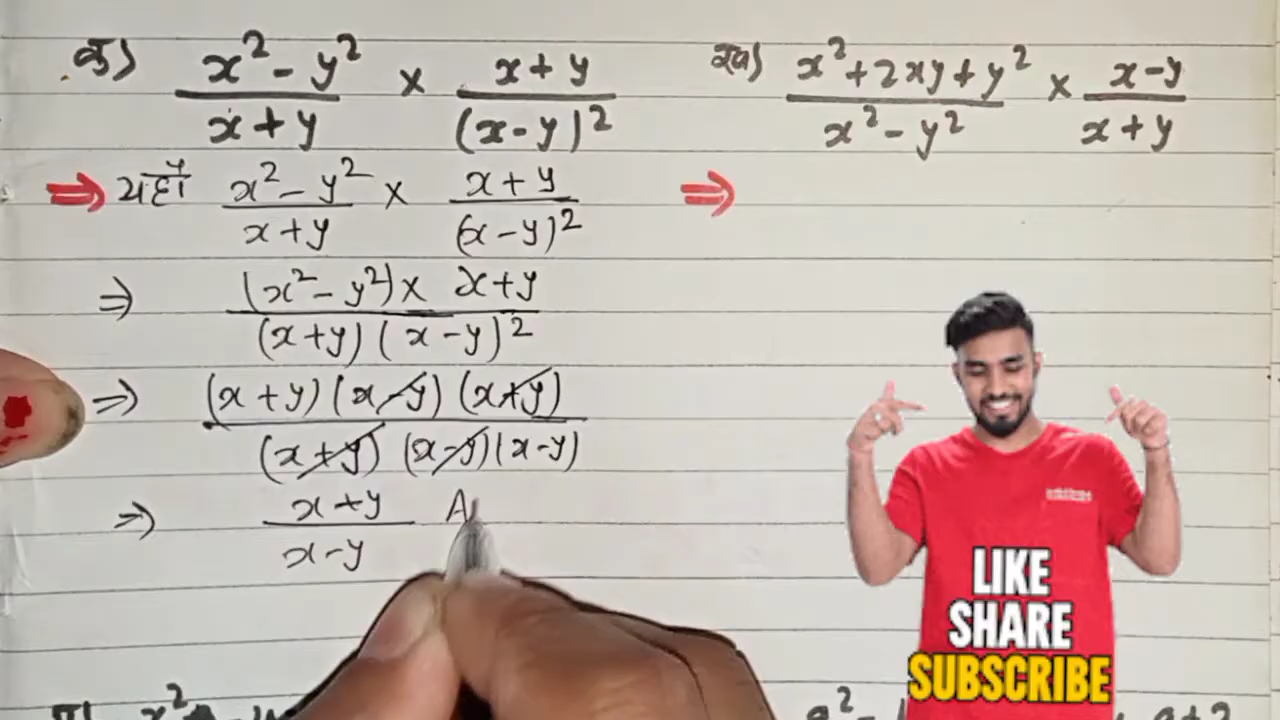 क) x² - y² / x + y × x + y / (x - y)²
⇒ यहाँ x² - y² / x + y × x + y / (x - y)²
⇒ (x² - y²) × x + y / (x + y) (x - y)²
⇒ (x + y) (x - y) (x + y) / (x + y) (x - y) (x - y)
⇒ x + y / x - y A
ख) x² + 2xy + y² / x² - y² × x - y / x + y
⇒
LIKE
SHARE
SUBSCRIBE